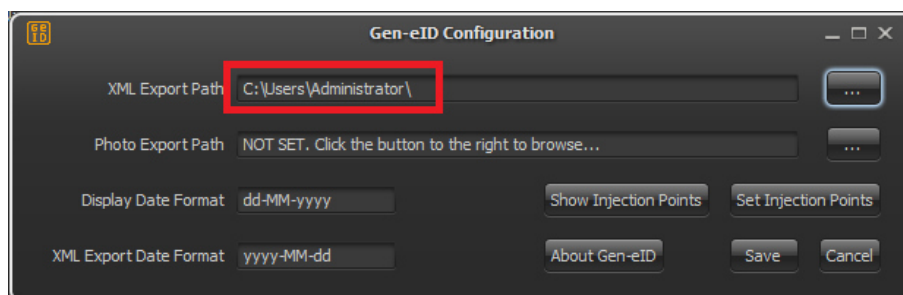 Ge
ID
Gen-eID Configuration
XML Export Path C:\Users\Administrator\ ...
Photo Export Path NOT SET. Click the button to the right to browse... ...
Display Date Format dd-MM-yyyy Show Injection Points Set Injection Points
XML Export Date Format yyyy-MM-dd About Gen-eID Save Cancel